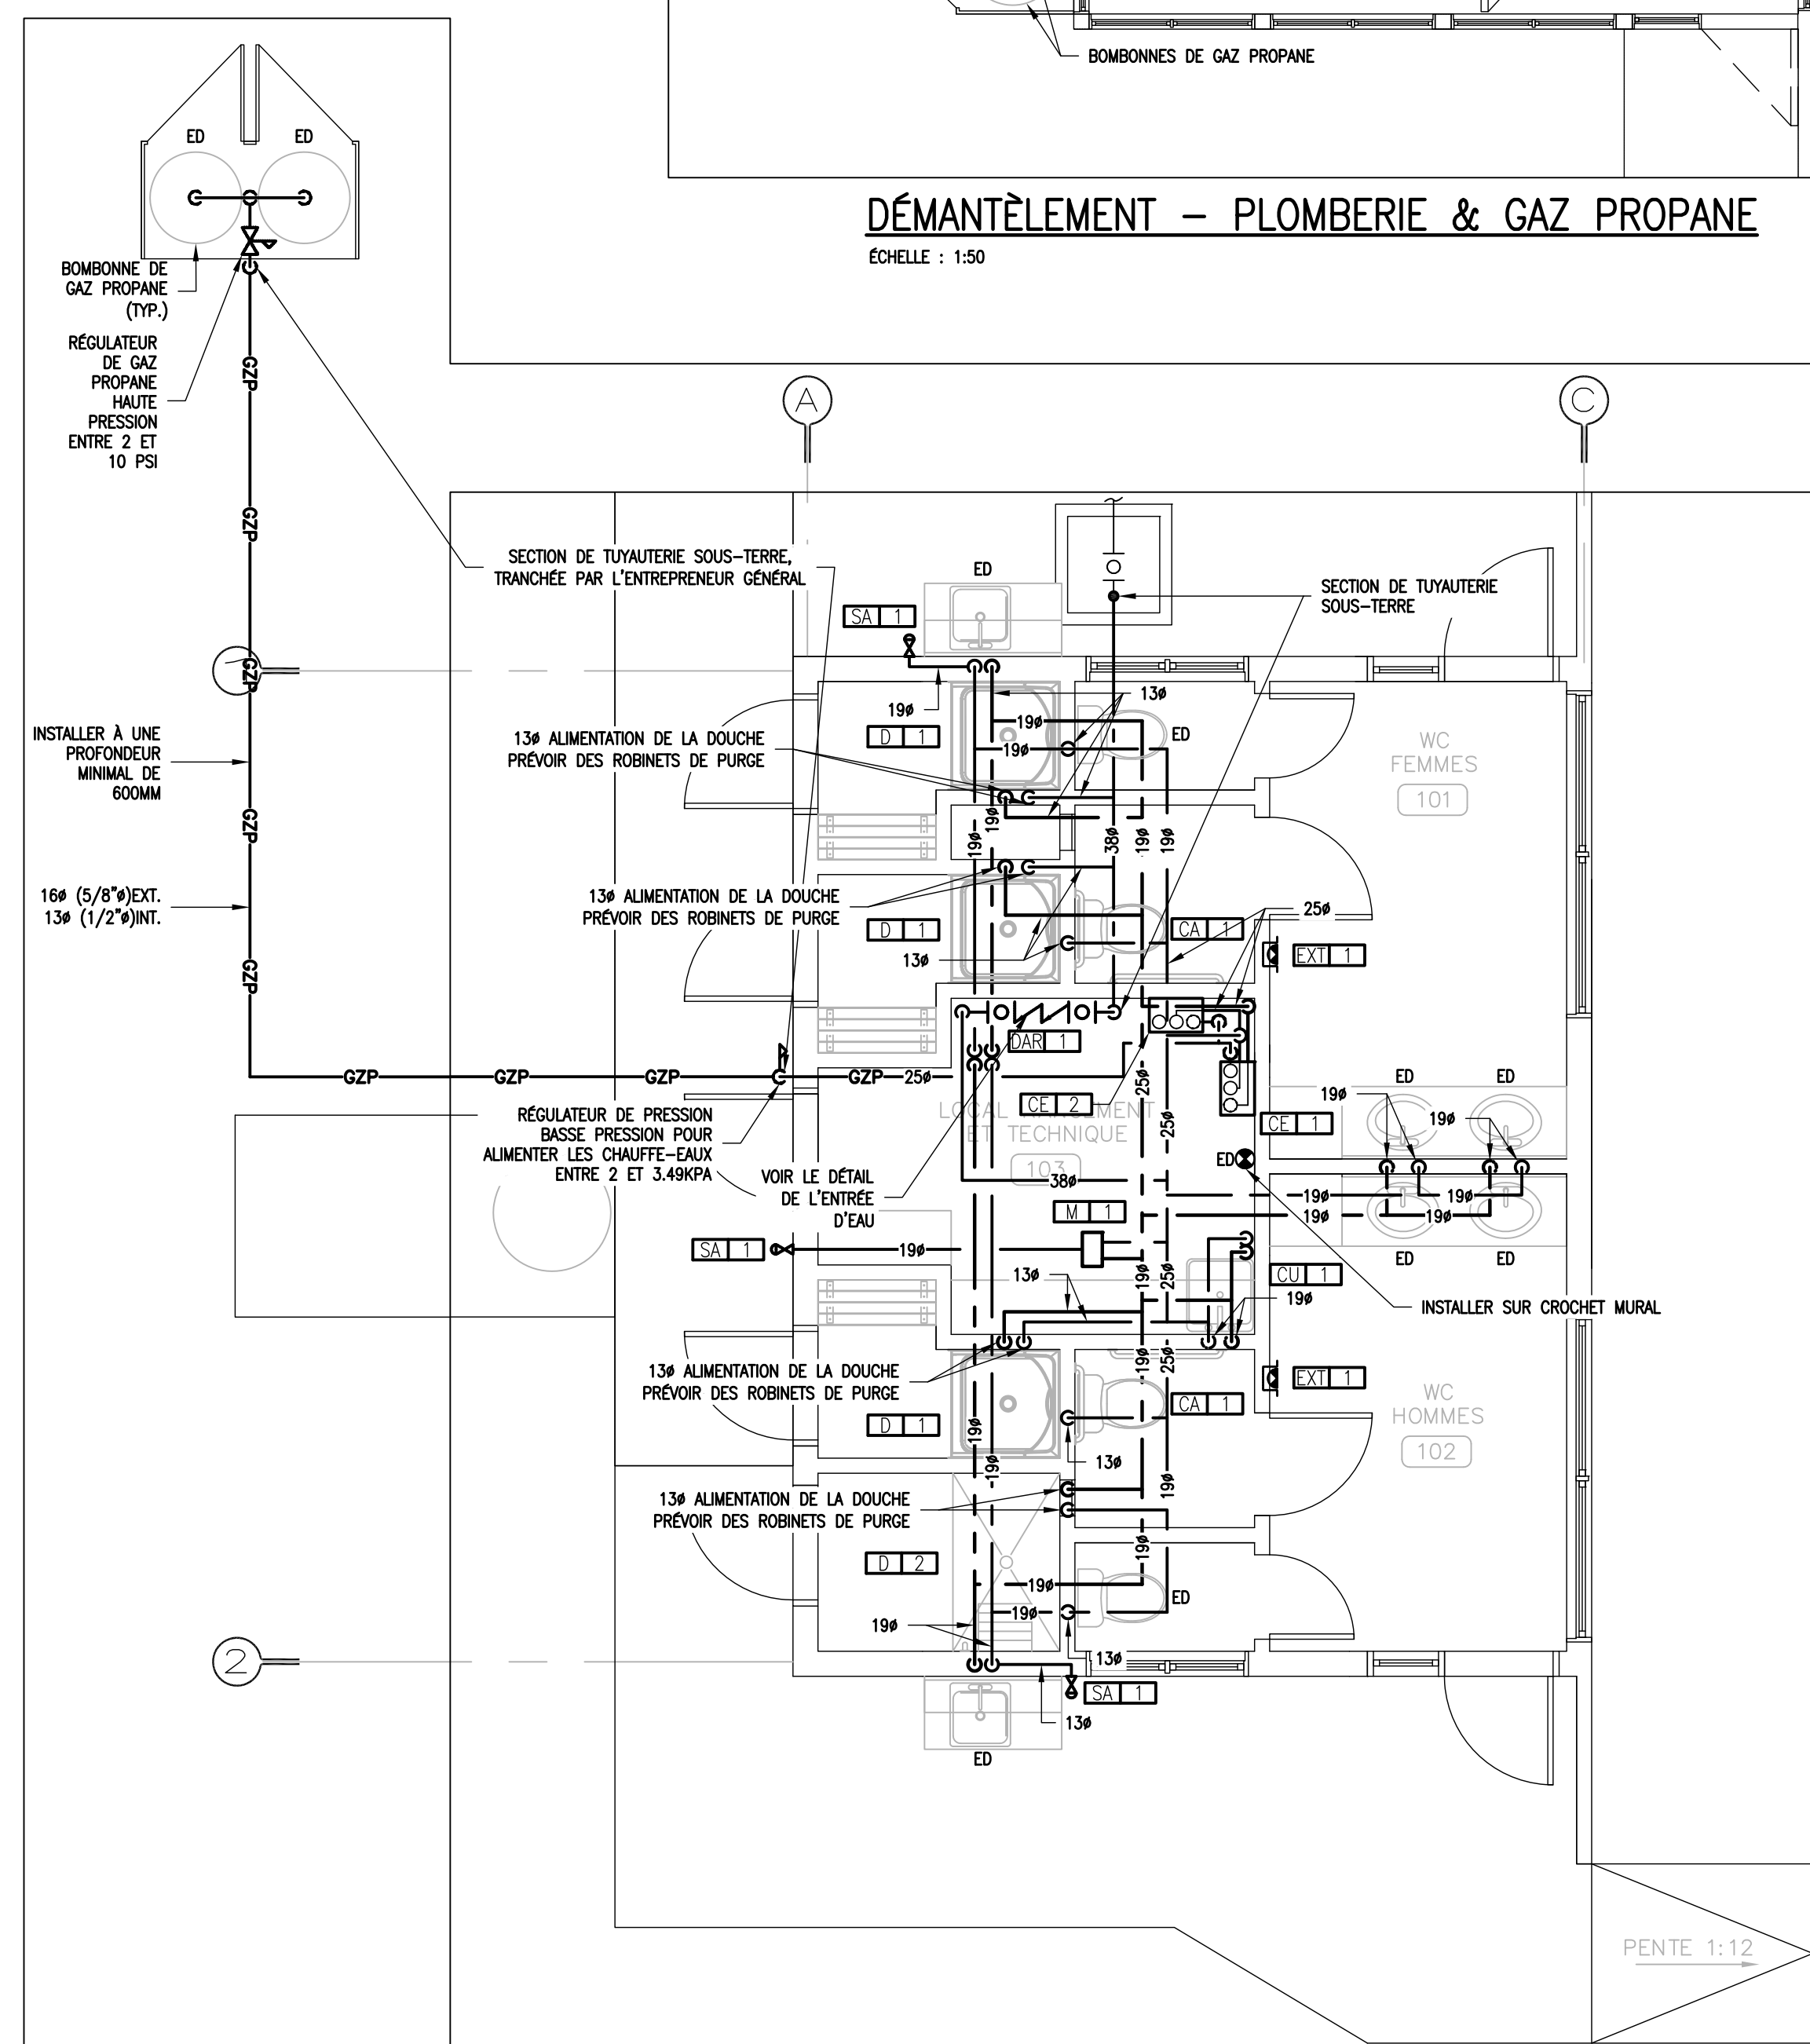 BOMBONNES DE GAZ PROPANE
DÉMANTÈLEMENT – PLOMBERIE & GAZ PROPANE
ÉCHELLE : 1:50
ED
ED
BOMBONNE DE
GAZ PROPANE
(TYP.)
RÉGULATEUR
DE GAZ
PROPANE
HAUTE
PRESSION
ENTRE 2 ET
10 PSI
GZP
GZP
GZP
GZP
GZP
A
C
1
2
SECTION DE TUYAUTERIE SOUS–TERRE,
TRANCHÉE PAR L'ENTREPRENEUR GÉNÉRAL
SECTION DE TUYAUTERIE
SOUS–TERRE
ED
SA 1
INSTALLER À UNE
PROFONDEUR
MINIMAL DE
600MM
19ø
13ø
19ø
19ø
D 1
ED
13ø ALIMENTATION DE LA DOUCHE
PRÉVOIR DES ROBINETS DE PURGE
WC
FEMMES
101
19ø
19ø
38ø
19ø
19ø
16ø (5/8"ø)EXT.
13ø (1/2"ø)INT.
13ø ALIMENTATION DE LA DOUCHE
PRÉVOIR DES ROBINETS DE PURGE
25ø
D 1
CA 1
13ø
EXT 1
DAR 1
GZP
GZP
GZP
GZP
25ø
25ø
25ø
CE 2
CE 1
LOCAL
ET TECHNIQUE
103
RÉGULATEUR DE PRESSION
BASSE PRESSION POUR
ALIMENTER LES CHAUFFE–EAUX
ENTRE 2 ET 3.49KPA
VOIR LE DÉTAIL
DE L'ENTRÉE
D'EAU
ED
ED
19ø
19ø
ED
38ø
19ø
19ø
19ø
19ø
M 1
SA 1
19ø
ED
ED
13ø
19ø
25ø
CU 1
19ø
INSTALLER SUR CROCHET MURAL
13ø ALIMENTATION DE LA DOUCHE
PRÉVOIR DES ROBINETS DE PURGE
19ø
25ø
EXT 1
CA 1
D 1
WC
HOMMES
102
19ø
19ø
13ø
19ø
13ø ALIMENTATION DE LA DOUCHE
PRÉVOIR DES ROBINETS DE PURGE
19ø
D 2
19ø
19ø
ED
19ø
13ø
SA 1
13ø
ED
PENTE 1:12